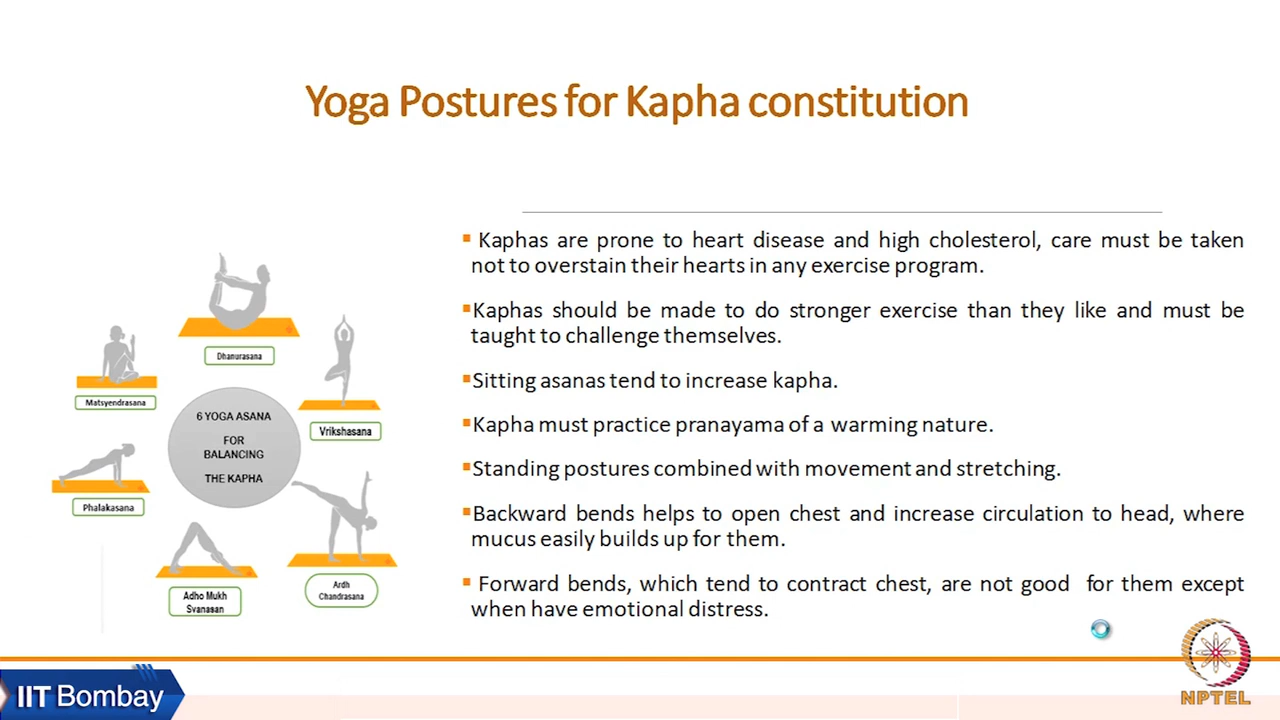 Yoga Postures for Kapha constitution
Dhanurasana
Matsyendrasana
Vrikshasana
6 YOGA ASANA
FOR
BALANCING
THE KAPHA
Phalakasana
Adho Mukh
Svanasan
Ardh
Chandrasana
▪ Kaphas are prone to heart disease and high cholesterol, care must be taken
not to overstain their hearts in any exercise program.
▪Kaphas should be made to do stronger exercise than they like and must be
taught to challenge themselves.
▪Sitting asanas tend to increase kapha.
▪Kapha must practice pranayama of a warming nature.
▪Standing postures combined with movement and stretching.
▪Backward bends helps to open chest and increase circulation to head, where
mucus easily builds up for them.
▪ Forward bends, which tend to contract chest, are not good for them except
when have emotional distress.
IIT Bombay
NPTEL